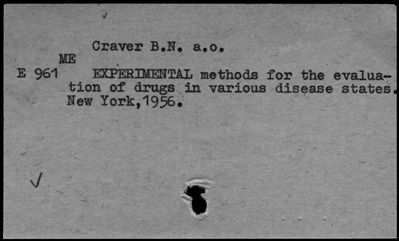 Craver B.N. a.o.
ME
E 961 EXPERIMENTAL methods for the evalua-
tion of drugs in various disease states.
New York,1956.